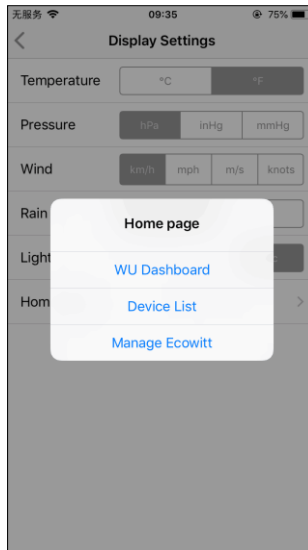 无服务 09:35 75%
Display Settings
Temperature °C °F
Pressure hPa inHg mmHg
Wind km/h mph m/s knots
Rain
Home page
Light
WU Dashboard
Hom
Device List
Manage Ecowitt